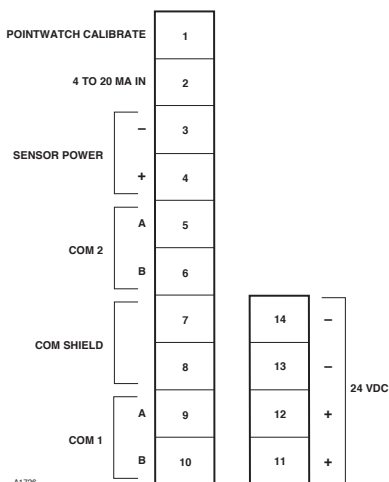 POINTWATCH CALIBRATE 1
4 TO 20 MA IN 2
– 3
SENSOR POWER
+ 4
A 5
COM 2
B 6
7 14 –
COM SHIELD
8 13 –
24 VDC
A 9 12 +
COM 1
B 10 11 +
A1726